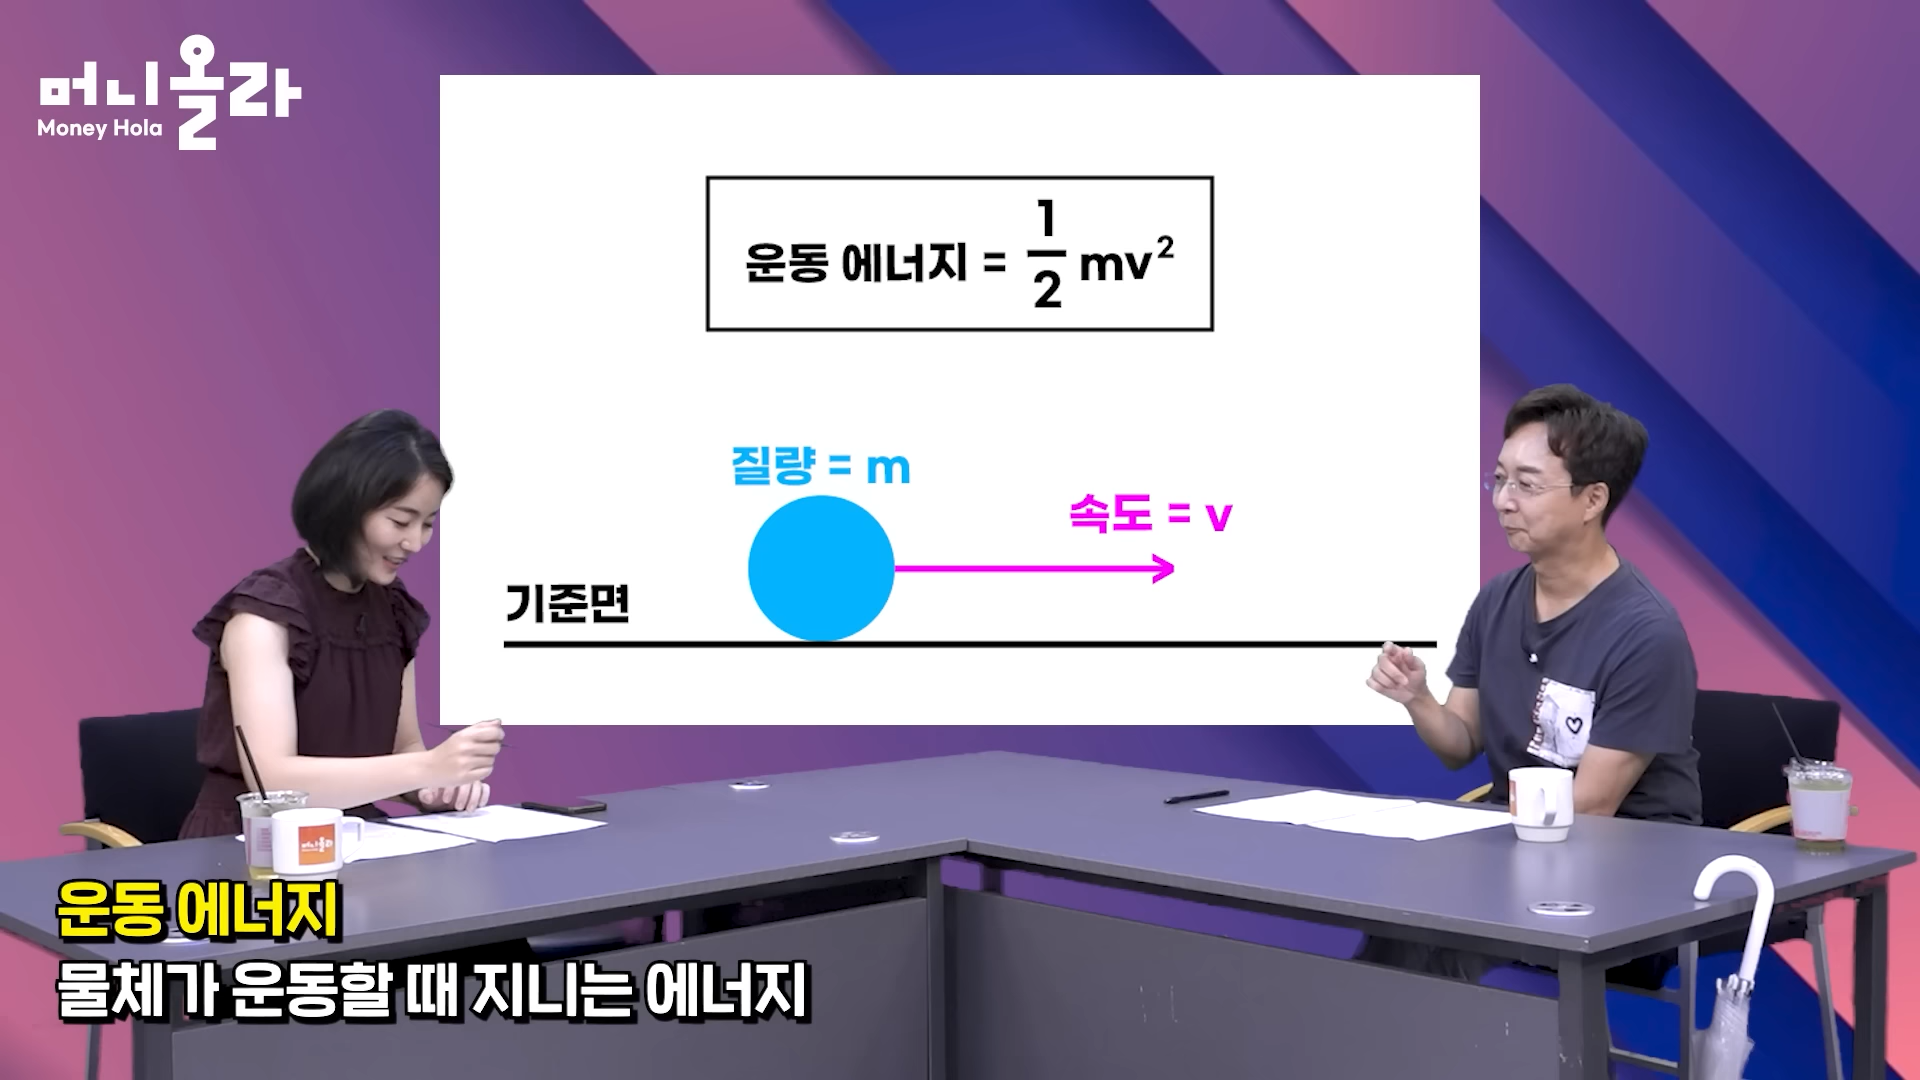 머니올라
Money Hola
운동 에너지 = 1/2 mv²
질량 = m
속도 = v
기준면
운동 에너지
물체가 운동할 때 지니는 에너지